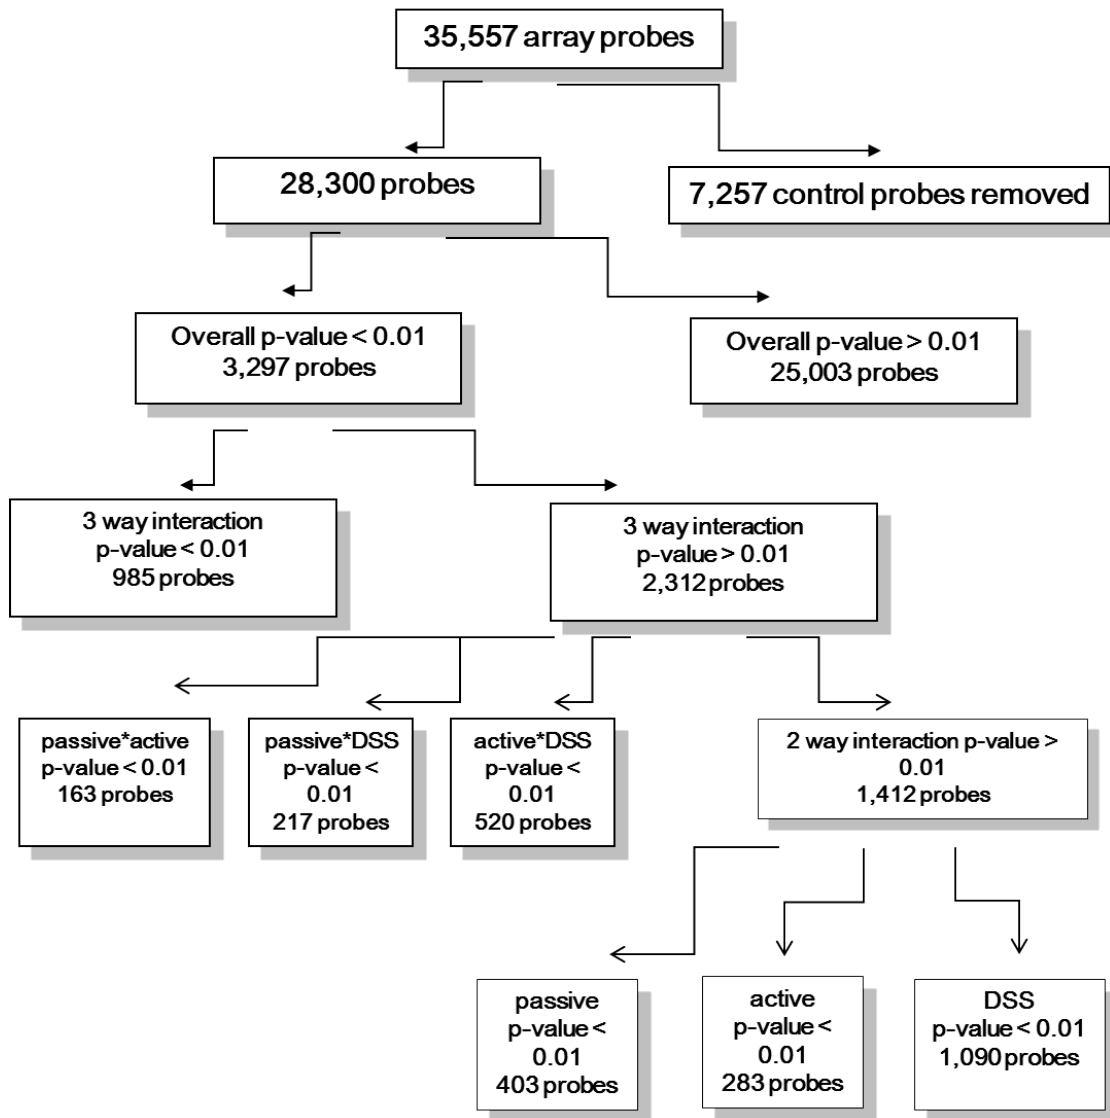 35,557 array probes
28,300 probes
7,257 control probes removed
Overall p-value < 0.01
3,297 probes
Overall p-value > 0.01
25,003 probes
3 way interaction
p-value < 0.01
985 probes
3 way interaction
p-value > 0.01
2,312 probes
passive*active
p-value < 0.01
163 probes
passive*DSS
p-value <
0.01
217 probes
active*DSS
p-value <
0.01
520 probes
2 way interaction p-value >
0.01
1,412 probes
passive
p-value <
0.01
403 probes
active
p-value <
0.01
283 probes
DSS
p-value < 0.01
1,090 probes